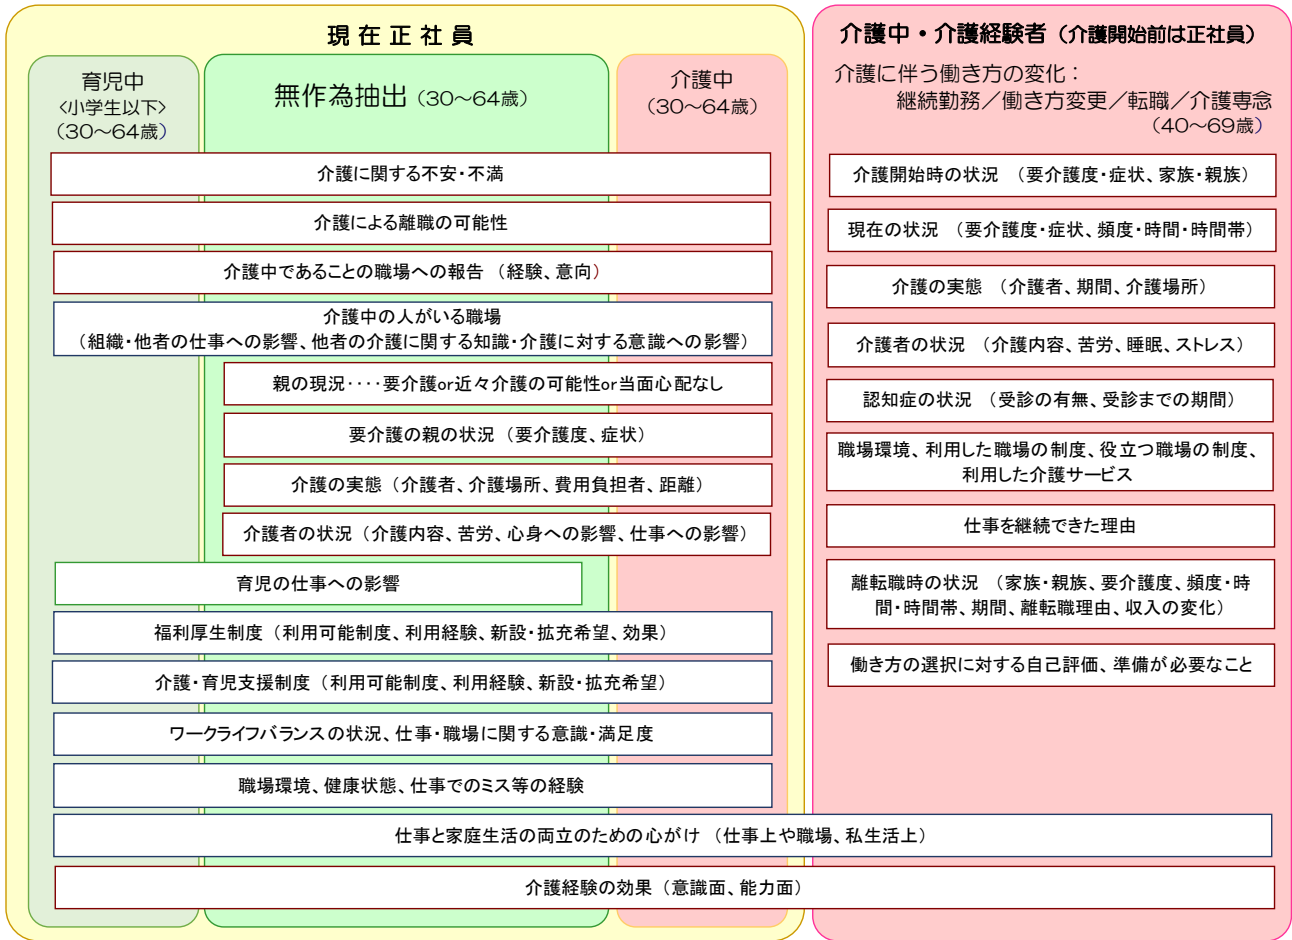 現在正社員
育児中
<小学生以下>
（30～64歳）
無作為抽出（30～64歳）
介護中
（30～64歳）
介護に関する不安・不満
介護による離職の可能性
介護中であることの職場への報告 （経験、意向）
介護中の人がいる職場
（組織・他者の仕事への影響、他者の介護に関する知識・介護に対する意識への影響）
親の現況‥‥要介護or近々介護の可能性or当面心配なし
要介護の親の状況 （要介護度、症状）
介護の実態 （介護者、介護場所、費用負担者、距離）
介護者の状況 （介護内容、苦労、心身への影響、仕事への影響）
育児の仕事への影響
福利厚生制度 （利用可能制度、利用経験、新設・拡充希望、効果）
介護・育児支援制度 （利用可能制度、利用経験、新設・拡充希望）
ワークライフバランスの状況、仕事・職場に関する意識・満足度
職場環境、健康状態、仕事でのミス等の経験
仕事と家庭生活の両立のための心がけ （仕事上や職場、私生活上）
介護経験の効果 （意識面、能力面）
介護中・介護経験者（介護開始前は正社員）
介護に伴う働き方の変化：
継続勤務／働き方変更／転職／介護専念
（40～69歳）
介護開始時の状況 （要介護度・症状、家族・親族）
現在の状況 （要介護度・症状、頻度・時間・時間帯）
介護の実態 （介護者、期間、介護場所）
介護者の状況 （介護内容、苦労、睡眠、ストレス）
認知症の状況 （受診の有無、受診までの期間）
職場環境、利用した職場の制度、役立つ職場の制度、
利用した介護サービス
仕事を継続できた理由
離転職時の状況 （家族・親族、要介護度、頻度・時
間・時間帯、期間、離転職理由、収入の変化）
働き方の選択に対する自己評価、準備が必要なこと